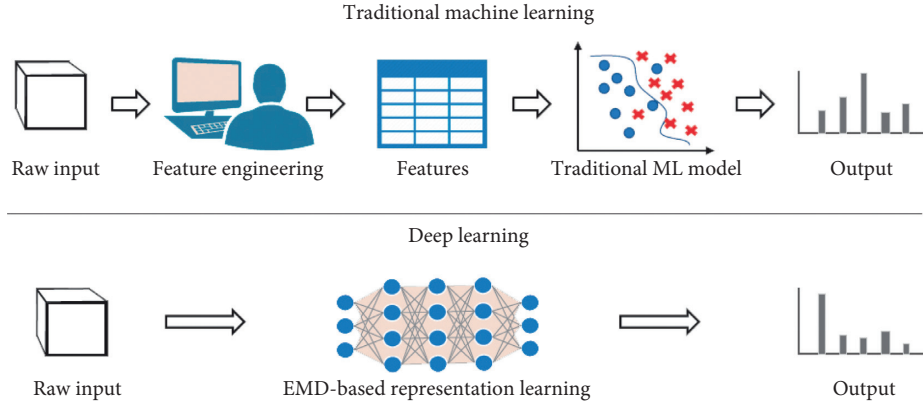 Traditional machine learning
Raw input
Feature engineering
Features
Traditional ML model
Output
Deep learning
Raw input
EMD-based representation learning
Output